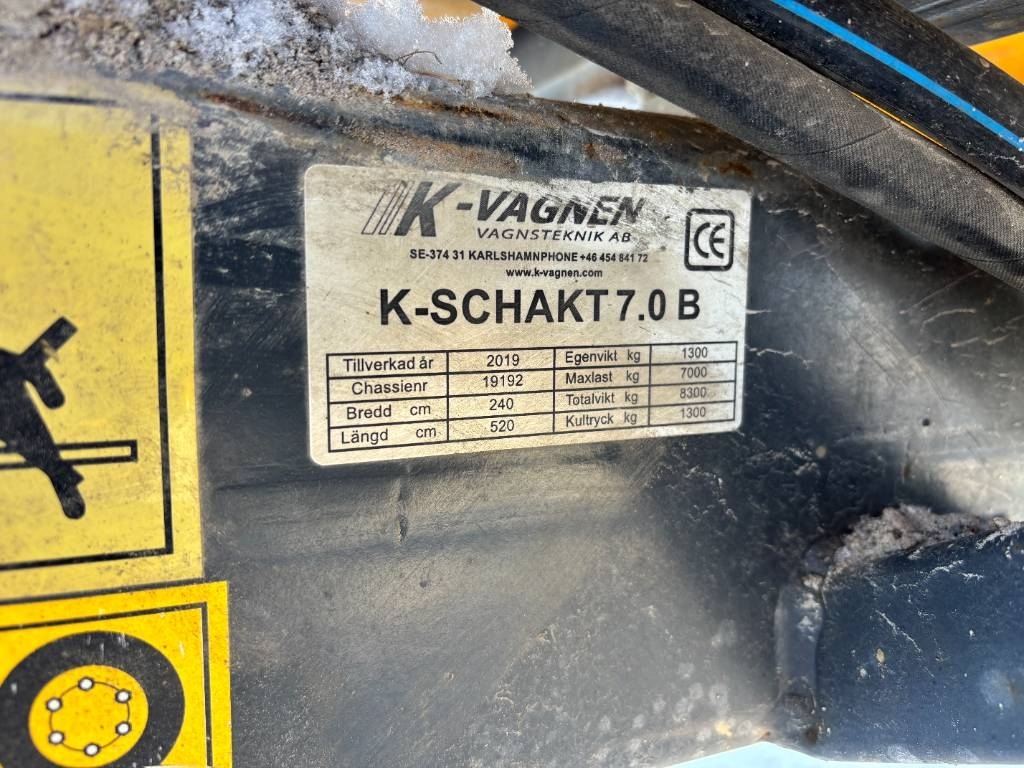 K-VAGNEN
VAGNSTEKNIK AB
CE
SE-374 31 KARLSHAMNPHONE +46 454 841 72
www.k-vagnen.com
K-SCHAKT 7.0 B
Tillverkad år 2019 Egenvikt kg 1300
Chassienr 19192 Maxlast kg 7000
Bredd cm 240 Totalvikt kg 8300
Längd cm 520 Kultryck kg 1300